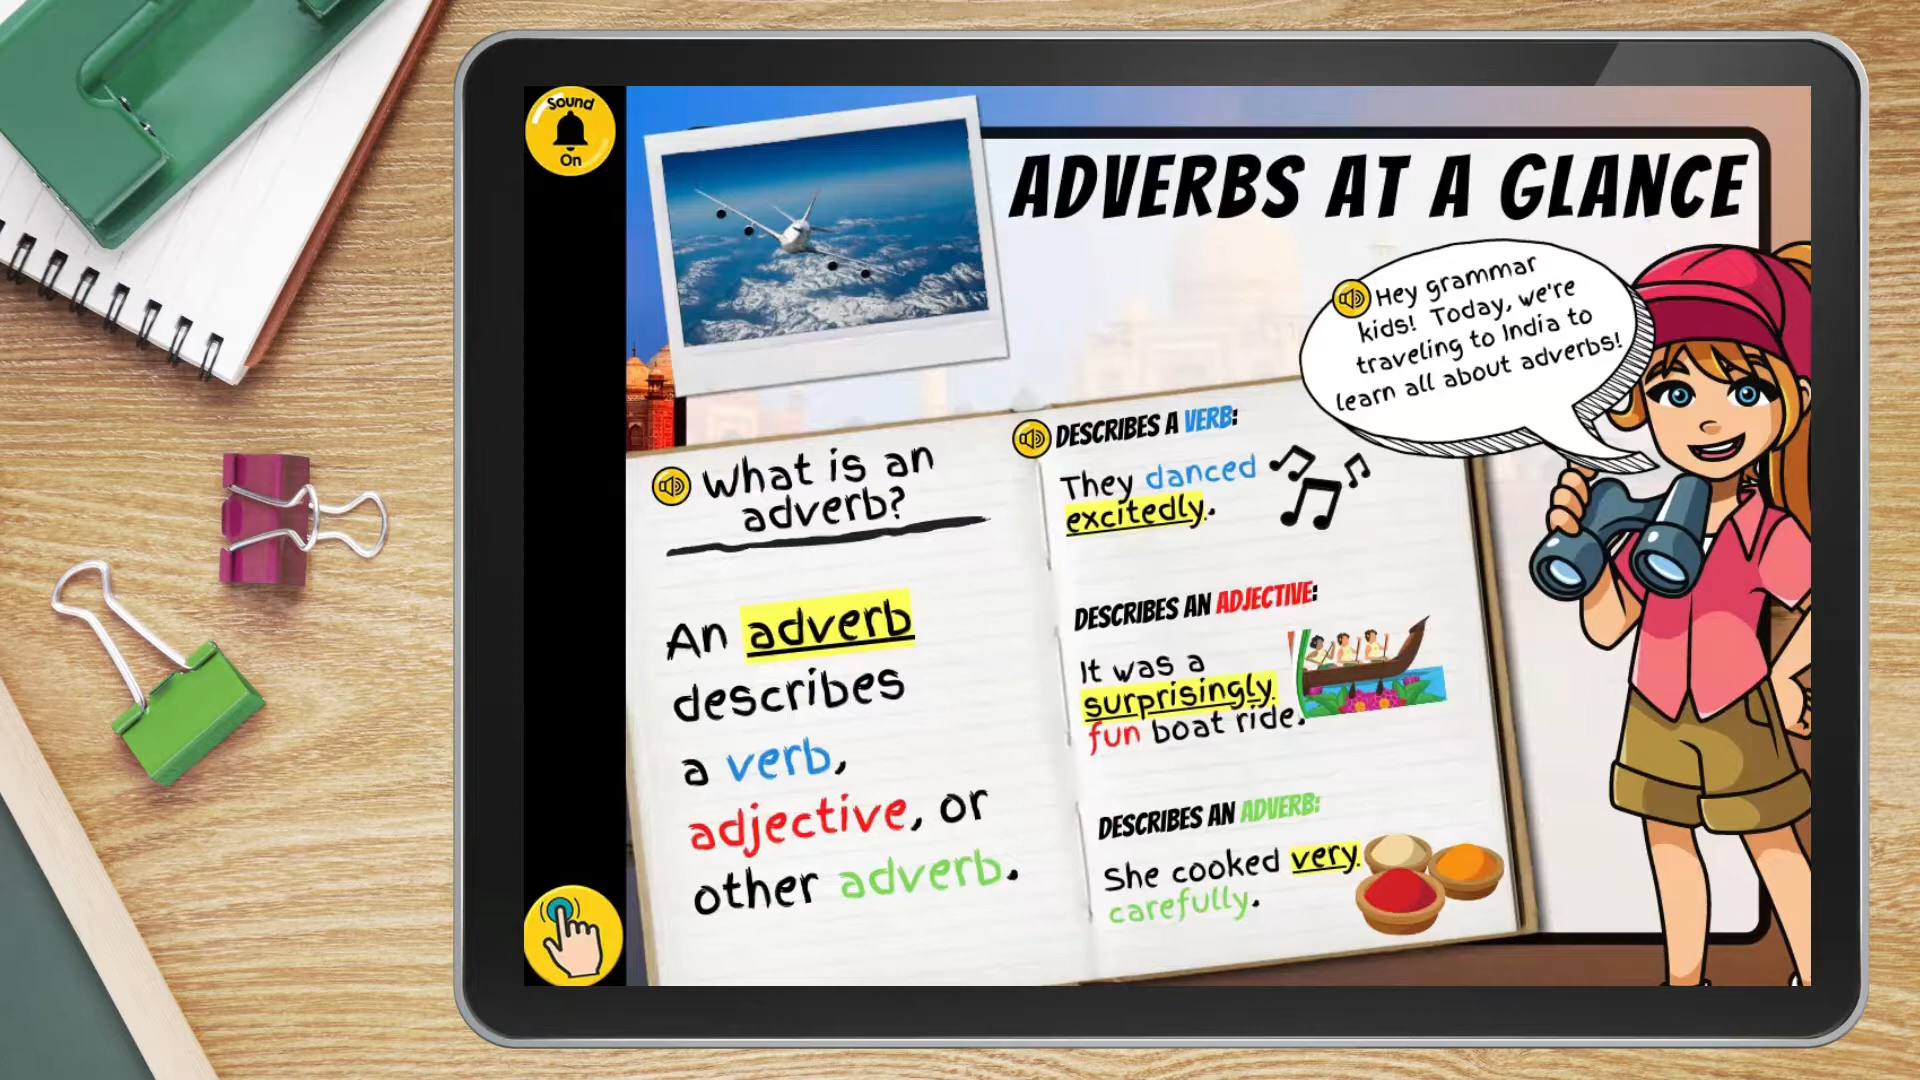 Sound
On
ADVERBS AT A GLANCE
Hey grammar
kids! Today, we're
traveling to India to
learn all about adverbs!
What is an
adverb?
An adverb
describes
a verb,
adjective, or
other adverb.
DESCRIBES A VERB:
They danced
excitedly.
DESCRIBES AN ADJECTIVE:
It was a
surprisingly
fun boat ride.
DESCRIBES AN ADVERB:
She cooked very
carefully.